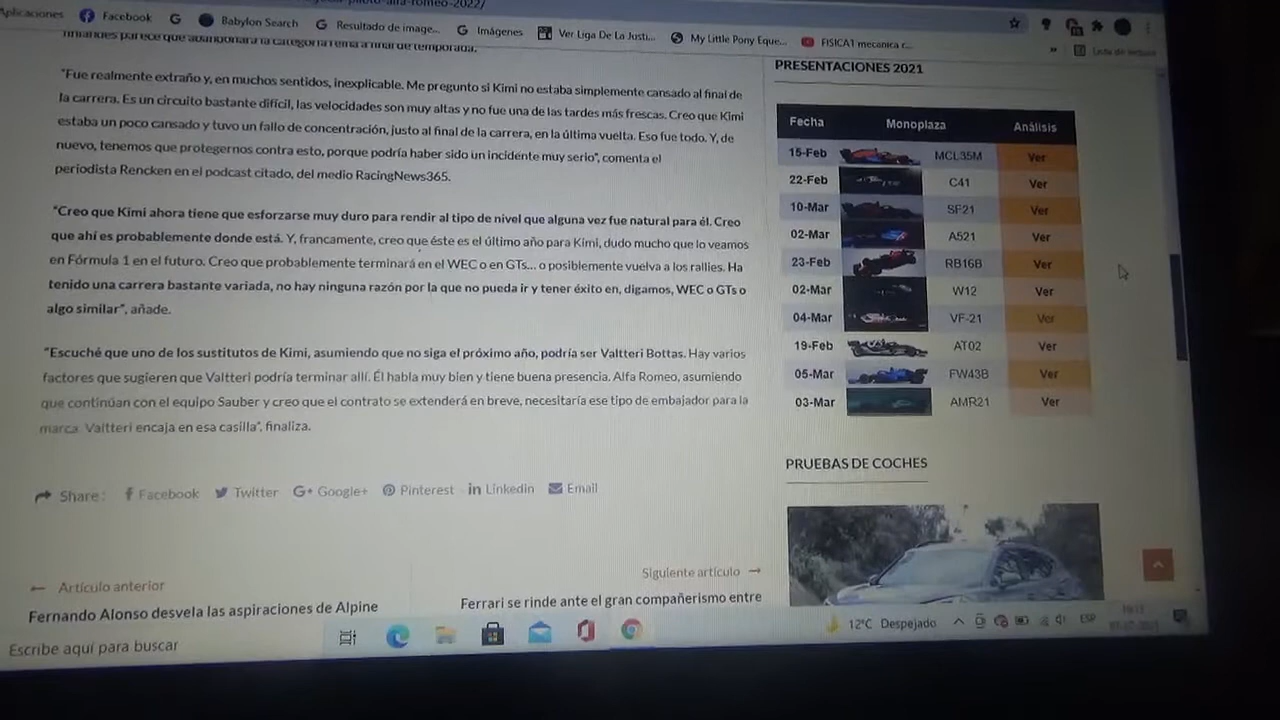 -piloto-alfa-romeo-2022/
Aplicaciones Facebook Babylon Search Resultado de image... Imágenes Ver Liga De La Justi... My Little Pony Eque... FISICA1 mecanica c...
» Lista de lectura
finlandés parece que abandonará la categoría reina a final de temporada.
"Fue realmente extraño y, en muchos sentidos, inexplicable. Me pregunto si Kimi no estaba simplemente cansado al final de
la carrera. Es un circuito bastante difícil, las velocidades son muy altas y no fue una de las tardes más frescas. Creo que Kimi
estaba un poco cansado y tuvo un fallo de concentración, justo al final de la carrera, en la última vuelta. Eso fue todo. Y, de
nuevo, tenemos que protegernos contra esto, porque podría haber sido un incidente muy serio", comenta el
periodista Rencken en el podcast citado, del medio RacingNews365.
"Creo que Kimi ahora tiene que esforzarse muy duro para rendir al tipo de nivel que alguna vez fue natural para él. Creo
que ahí es probablemente donde está. Y, francamente, creo que éste es el último año para Kimi, dudo mucho que lo veamos
en Fórmula 1 en el futuro. Creo que probablemente terminará en el WEC o en GTs... o posiblemente vuelva a los rallies. Ha
tenido una carrera bastante variada, no hay ninguna razón por la que no pueda ir y tener éxito en, digamos, WEC o GTs o
algo similar", añade.
"Escuché que uno de los sustitutos de Kimi, asumiendo que no siga el próximo año, podría ser Valtteri Bottas. Hay varios
factores que sugieren que Valtteri podría terminar allí. Él habla muy bien y tiene buena presencia. Alfa Romeo, asumiendo
que continúan con el equipo Sauber y creo que el contrato se extenderá en breve, necesitaría ese tipo de embajador para la
marca. Valtteri encaja en esa casilla", finaliza.
Share: Facebook Twitter G+ Google+ Pinterest in Linkedin Email
← Artículo anterior
Fernando Alonso desvela las aspiraciones de Alpine
Siguiente artículo →
Ferrari se rinde ante el gran compañerismo entre
PRESENTACIONES 2021
Fecha Monoplaza Análisis
15-Feb MCL35M Ver
22-Feb C41 Ver
10-Mar SF21 Ver
02-Mar A521 Ver
23-Feb RB16B Ver
02-Mar W12 Ver
04-Mar VF-21 Ver
19-Feb AT02 Ver
05-Mar FW43B Ver
03-Mar AMR21 Ver
PRUEBAS DE COCHES
Escribe aquí para buscar
12°C Despejado ESP